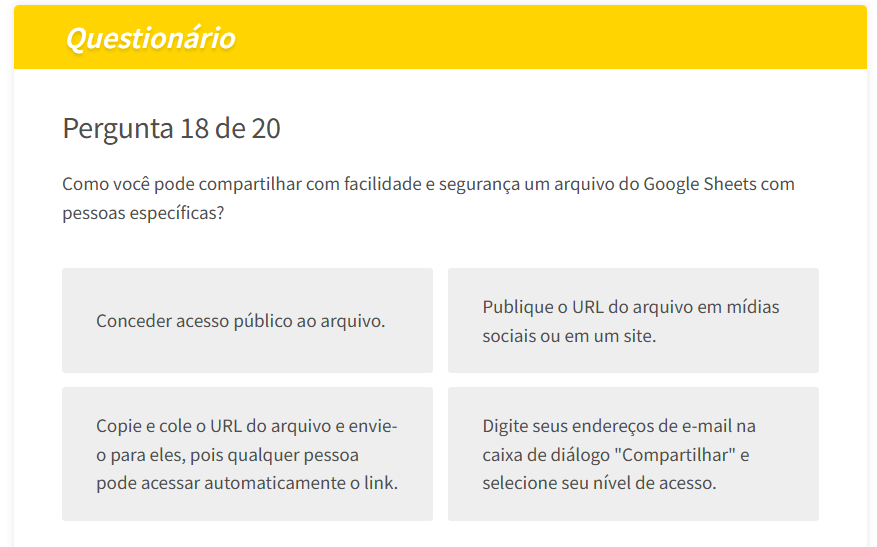 Questionário
Pergunta 18 de 20
Como você pode compartilhar com facilidade e segurança um arquivo do Google Sheets com
pessoas específicas?
Conceder acesso público ao arquivo.
Publique o URL do arquivo em mídias
sociais ou em um site.
Copie e cole o URL do arquivo e envie-
o para eles, pois qualquer pessoa
pode acessar automaticamente o link.
Digite seus endereços de e-mail na
caixa de diálogo "Compartilhar" e
selecione seu nível de acesso.